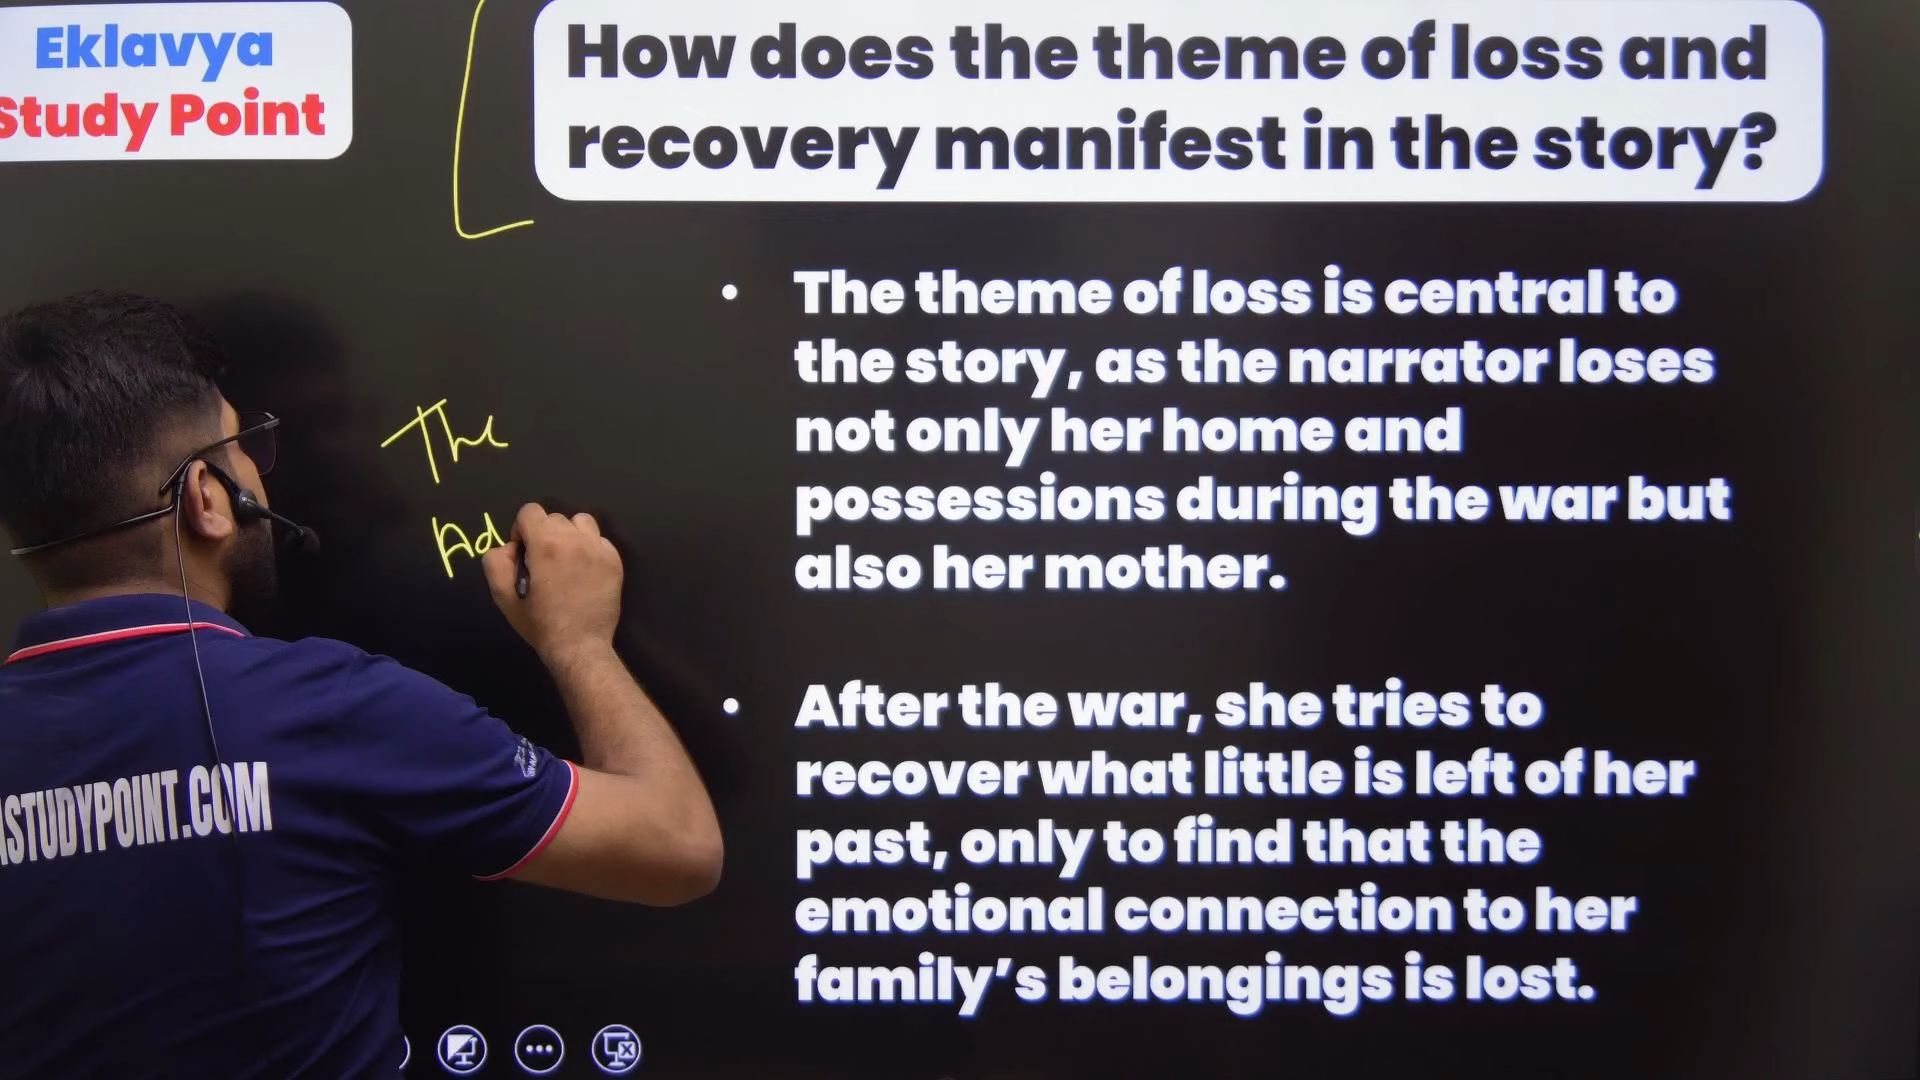 Eklavya
Study Point
How does the theme of loss and
recovery manifest in the story?
• The theme of loss is central to
the story, as the narrator loses
not only her home and
possessions during the war but
also her mother.
• After the war, she tries to
recover what little is left of her
past, only to find that the
emotional connection to her
family's belongings is lost.
The
Ad
ASTUDYPOINT.COM